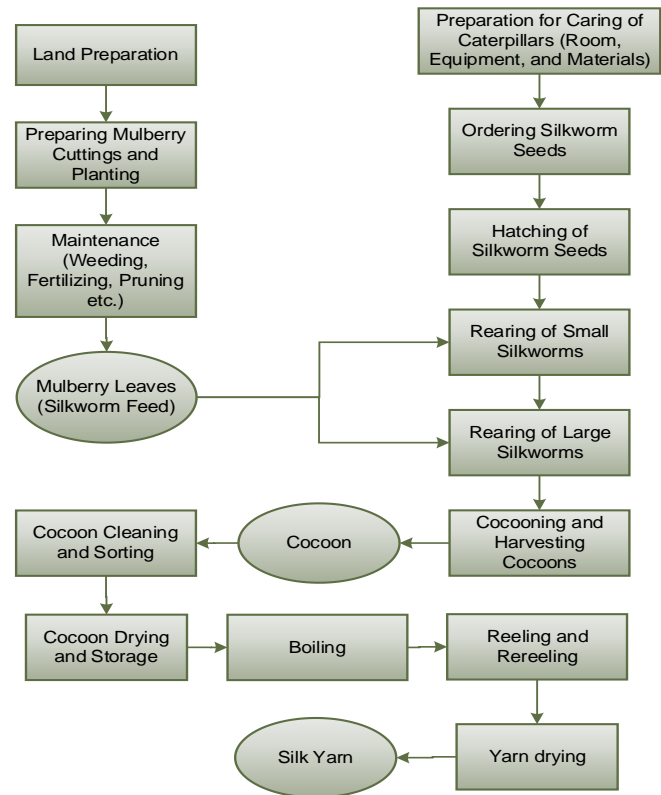 Land Preparation
Preparing Mulberry
Cuttings and
Planting
Maintenance
(Weeding,
Fertilizing, Pruning
etc.)
Mulberry Leaves
(Silkworm Feed)
Preparation for Caring of
Caterpillars (Room,
Equipment, and Materials)
Ordering Silkworm
Seeds
Hatching of
Silkworm Seeds
Rearing of Small
Silkworms
Rearing of Large
Silkworms
Cocooning and
Harvesting
Cocoons
Cocoon
Cocoon Cleaning
and Sorting
Cocoon Drying
and Storage
Boiling
Reeling and
Rereeling
Yarn drying
Silk Yarn